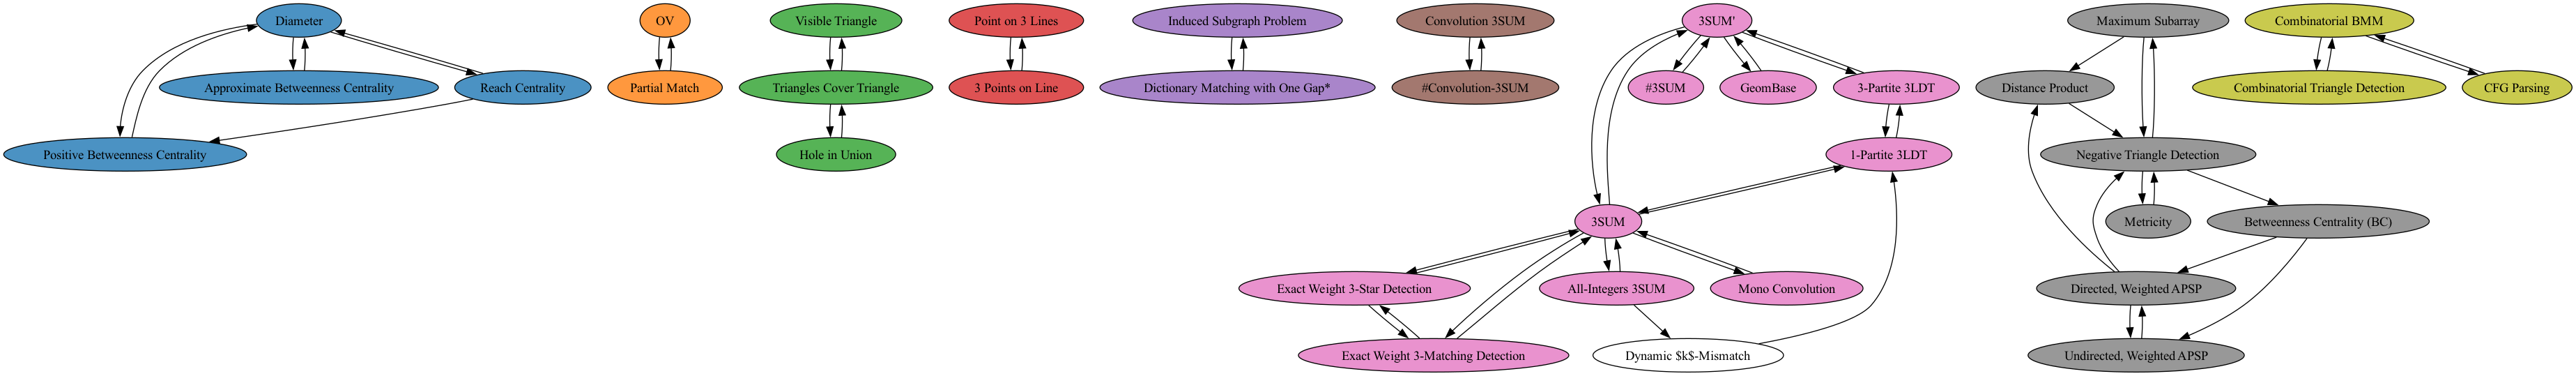 Diameter
OV
Visible Triangle
Point on 3 Lines
Induced Subgraph Problem
Convolution 3SUM
3SUM'
Maximum Subarray
Combinatorial BMM
Approximate Betweenness Centrality
Reach Centrality
Partial Match
Triangles Cover Triangle
3 Points on Line
Dictionary Matching with One Gap*
#Convolution-3SUM
#3SUM
GeomBase
3-Partite 3LDT
Distance Product
Combinatorial Triangle Detection
CFG Parsing
Positive Betweenness Centrality
Hole in Union
1-Partite 3LDT
Negative Triangle Detection
3SUM
Metricity
Betweenness Centrality (BC)
Exact Weight 3-Star Detection
All-Integers 3SUM
Mono Convolution
Directed, Weighted APSP
Exact Weight 3-Matching Detection
Dynamic $k$-Mismatch
Undirected, Weighted APSP